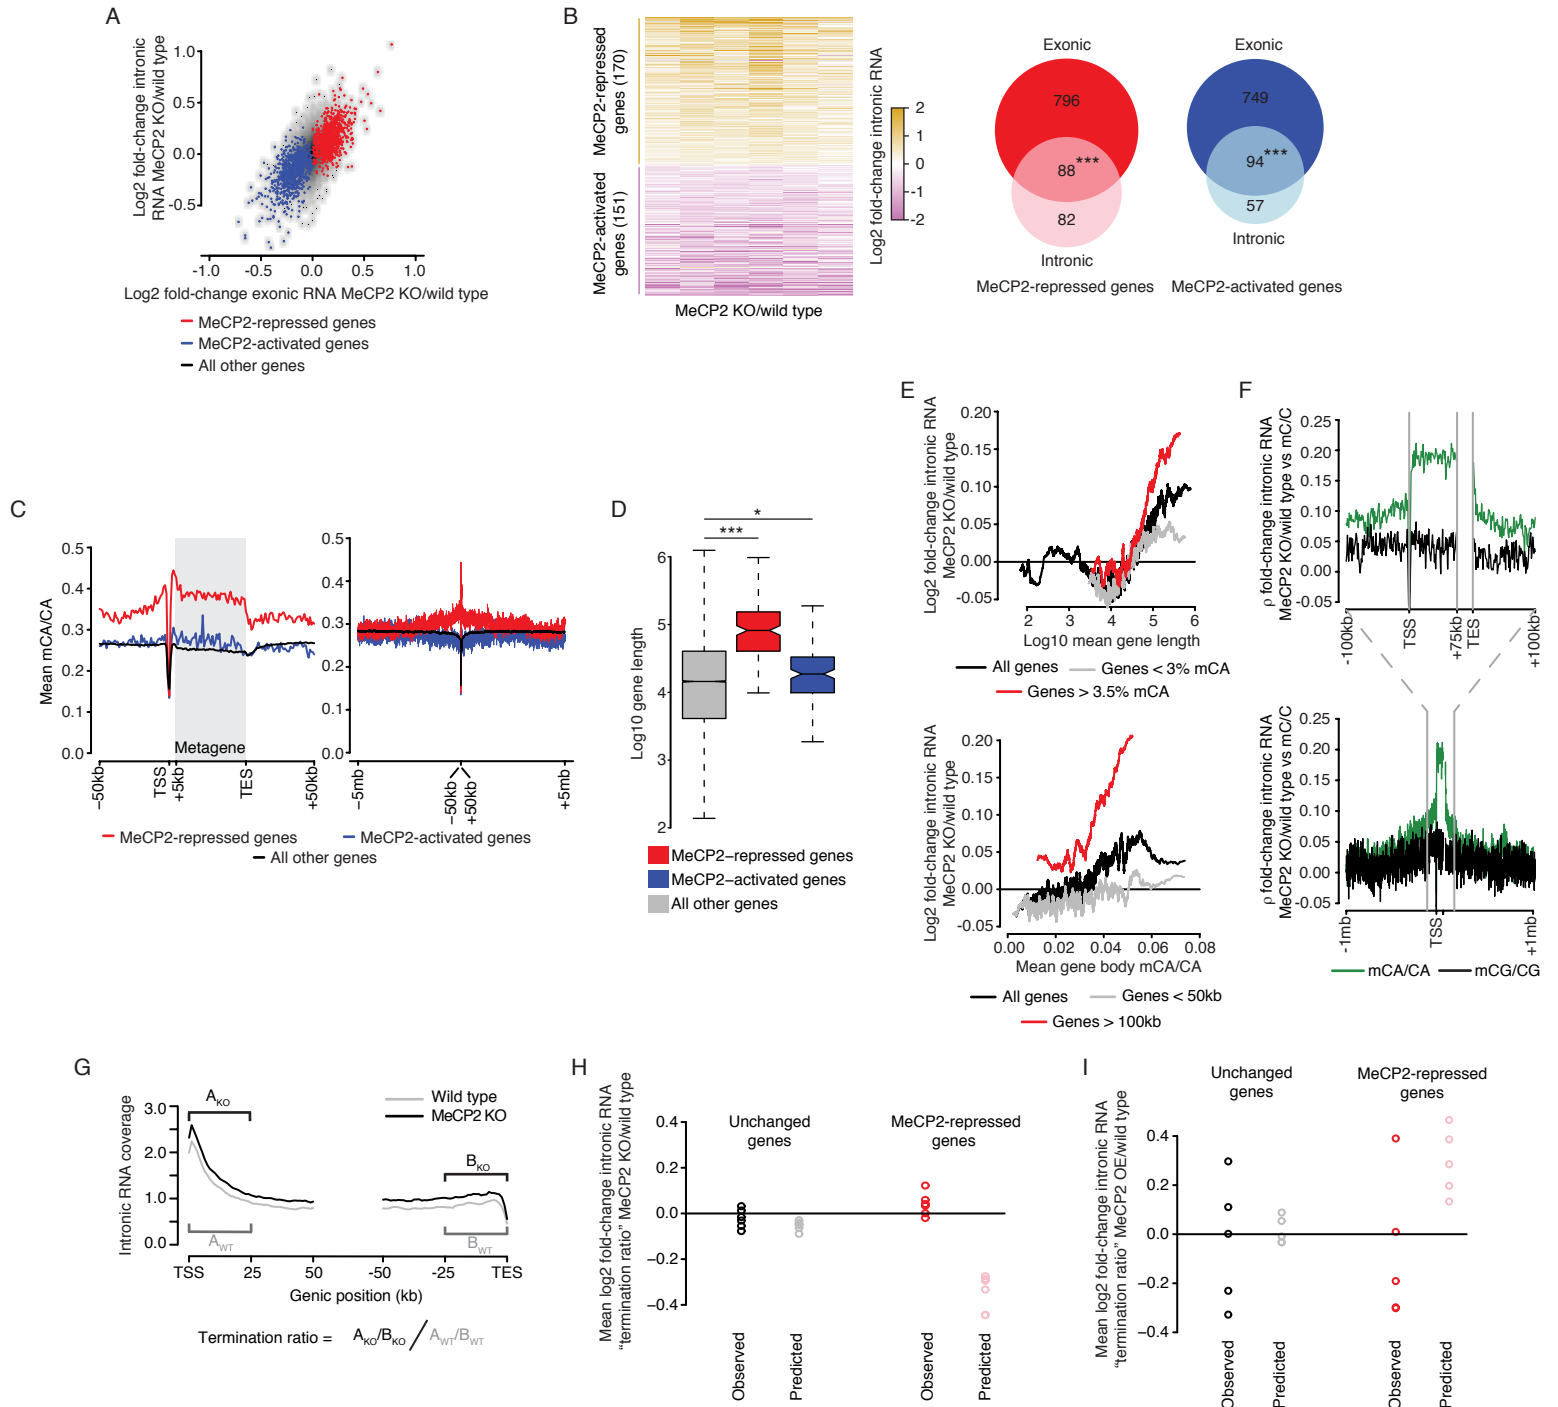 A
Log2 fold-change intronic
RNA MeCP2 KO/wild type
1.0
0.5
0.0
-0.5
-1.0 -0.5 0.0 0.5 1.0
Log2 fold-change exonic RNA MeCP2 KO/wild type
MeCP2-repressed genes
MeCP2-activated genes
All other genes
B
MeCP2-repressed
genes (170)
MeCP2-activated
genes (151)
MeCP2 KO/wild type
Log2 fold-change intronic RNA
2
1
0
-1
-2
Exonic
796
88 ***
82
Intronic
MeCP2-repressed genes
Exonic
749
94 ***
57
Intronic
MeCP2-activated genes
C
Mean mCA/CA
0.5
0.4
0.3
0.2
0.1
0.0
Metagene
−50kb TSS +5kb TES +50kb
0.5
0.4
0.3
0.2
0.1
0.0
−5mb −50kb +50kb +5mb
MeCP2-repressed genes
MeCP2-activated genes
All other genes
D
Log10 gene length
6
5
4
3
2
*
***
MeCP2−repressed genes
MeCP2−activated genes
All other genes
E
Log2 fold-change intronic RNA
MeCP2 KO/wild type
0.20
0.15
0.10
0.05
0.00
-0.05
2 3 4 5 6
Log10 mean gene length
All genes
Genes < 3% mCA
Genes > 3.5% mCA
Log2 fold-change intronic RNA
MeCP2 KO/wild type
0.20
0.15
0.10
0.05
0.00
-0.05
0.00 0.02 0.04 0.06 0.08
Mean gene body mCA/CA
All genes
Genes < 50kb
Genes > 100kb
F
ρ fold-change intronic RNA
MeCP2 KO/wild type vs mC/C
0.25
0.20
0.15
0.10
0.05
0.00
-0.05
-100kb TSS +75kb TES +100kb
ρ fold-change intronic RNA
MeCP2 KO/wild type vs mC/C
0.25
0.20
0.15
0.10
0.05
0.00
-0.05
-1mb TSS +1mb
mCA/CA
mCG/CG
G
Intronic RNA coverage
3.0
2.0
1.0
0.0
AKO
AWT
BKO
BWT
Wild type
MeCP2 KO
TSS 25 50 -50 -25 TES
Genic position (kb)
Termination ratio = AKO/BKO / AWT/BWT
H
Mean log2 fold-change intronic RNA
“termination ratio” MeCP2 KO/wild type
0.4
0.2
0.0
−0.2
−0.4
Unchanged
genes
MeCP2-repressed
genes
Observed
Predicted
Observed
Predicted
I
Mean log2 fold-change intronic RNA
“termination ratio” MeCP2 OE/wild type
0.4
0.2
0.0
−0.2
−0.4
Unchanged
genes
MeCP2-repressed
genes
Observed
Predicted
Observed
Predicted